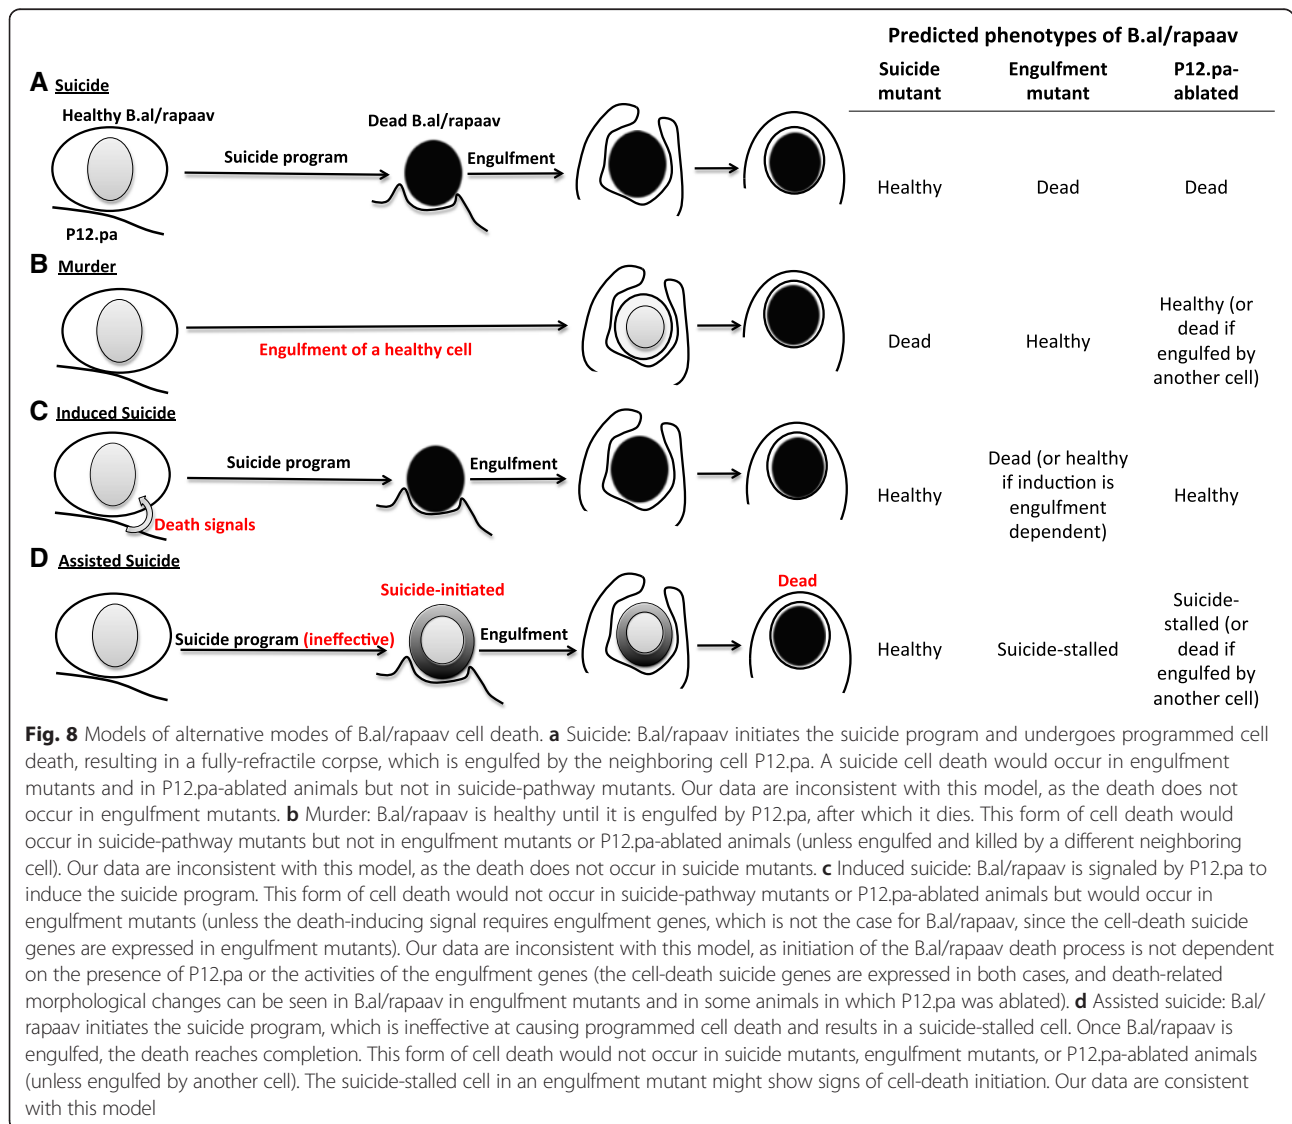 Predicted phenotypes of B.al/rapaav
Suicide mutant
Engulfment mutant
P12.pa-ablated
A Suicide
Healthy B.al/rapaav
P12.pa
Suicide program
Dead B.al/rapaav
Engulfment
Healthy
Dead
Dead
B Murder
Engulfment of a healthy cell
Dead
Healthy
Healthy (or
dead if
engulfed by
another cell)
C Induced Suicide
Death signals
Suicide program
Engulfment
Healthy
Dead (or healthy
if induction is
engulfment
dependent)
Healthy
D Assisted Suicide
Suicide program (ineffective)
Suicide-initiated
Engulfment
Dead
Healthy
Suicide-stalled
Suicide-
stalled (or
dead if
engulfed by
another cell)
Fig. 8 Models of alternative modes of B.al/rapaav cell death. a Suicide: B.al/rapaav initiates the suicide program and undergoes programmed cell
death, resulting in a fully-refractile corpse, which is engulfed by the neighboring cell P12.pa. A suicide cell death would occur in engulfment
mutants and in P12.pa-ablated animals but not in suicide-pathway mutants. Our data are inconsistent with this model, as the death does not
occur in engulfment mutants. b Murder: B.al/rapaav is healthy until it is engulfed by P12.pa, after which it dies. This form of cell death would
occur in suicide-pathway mutants but not in engulfment mutants or P12.pa-ablated animals (unless engulfed and killed by a different neighboring
cell). Our data are inconsistent with this model, as the death does not occur in suicide mutants. c Induced suicide: B.al/rapaav is signaled by P12.pa to
induce the suicide program. This form of cell death would not occur in suicide-pathway mutants or P12.pa-ablated animals but would occur in
engulfment mutants (unless the death-inducing signal requires engulfment genes, which is not the case for B.al/rapaav, since the cell-death suicide
genes are expressed in engulfment mutants). Our data are inconsistent with this model, as initiation of the B.al/rapaav death process is not dependent
on the presence of P12.pa or the activities of the engulfment genes (the cell-death suicide genes are expressed in both cases, and death-related
morphological changes can be seen in B.al/rapaav in engulfment mutants and in some animals in which P12.pa was ablated). d Assisted suicide: B.al/
rapaav initiates the suicide program, which is ineffective at causing programmed cell death and results in a suicide-stalled cell. Once B.al/rapaav is
engulfed, the death reaches completion. This form of cell death would not occur in suicide mutants, engulfment mutants, or P12.pa-ablated animals
(unless engulfed by another cell). The suicide-stalled cell in an engulfment mutant might show signs of cell-death initiation. Our data are consistent
with this model